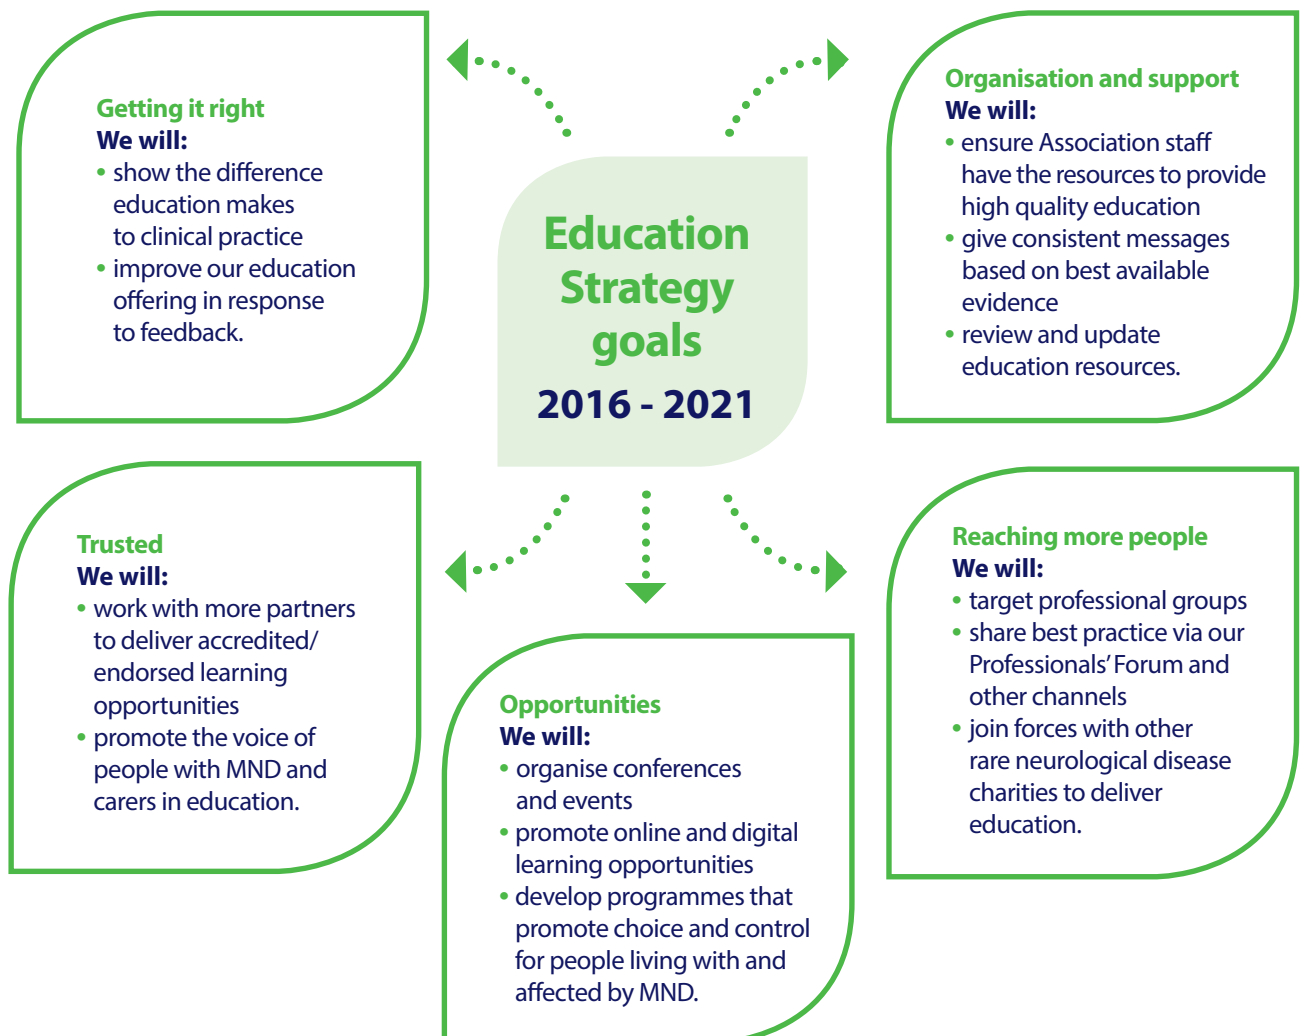 Getting it right
We will:
• show the difference
education makes
to clinical practice
• improve our education
offering in response
to feedback.
Education
Strategy
goals
2016 - 2021
Organisation and support
We will:
• ensure Association staff
have the resources to provide
high quality education
• give consistent messages
based on best available
evidence
• review and update
education resources.
Trusted
We will:
• work with more partners
to deliver accredited/
endorsed learning
opportunities
• promote the voice of
people with MND and
carers in education.
Opportunities
We will:
• organise conferences
and events
• promote online and digital
learning opportunities
• develop programmes that
promote choice and control
for people living with and
affected by MND.
Reaching more people
We will:
• target professional groups
• share best practice via our
Professionals’ Forum and
other channels
• join forces with other
rare neurological disease
charities to deliver
education.